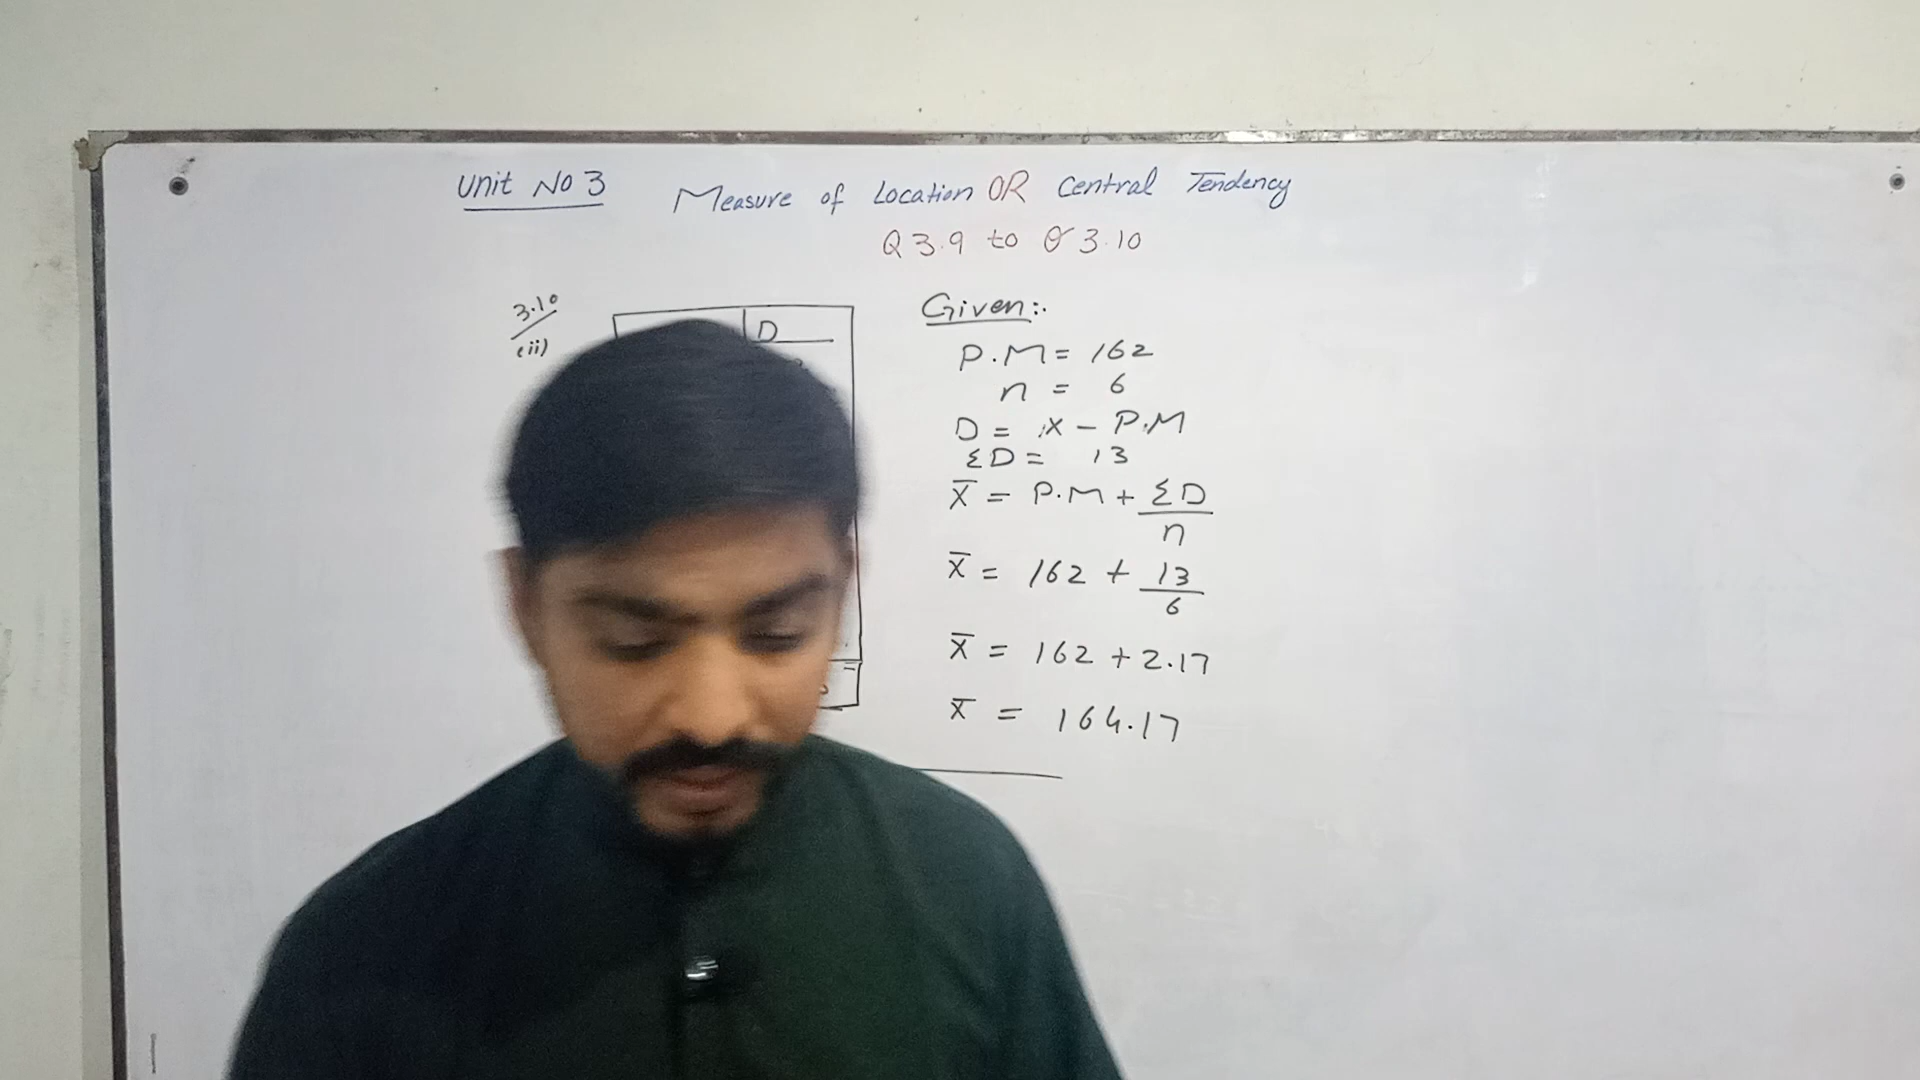 Unit No 3 Measure of Location OR Central Tendency
Q 3.9 to Q 3.10
3.10
(ii)
D
Given:.
P.M = 162
n = 6
D = x - P.M
ΣD = 13
X̄ = P.M + ΣD
n
X̄ = 162 + 13
6
X̄ = 162 + 2.17
X̄ = 164.17